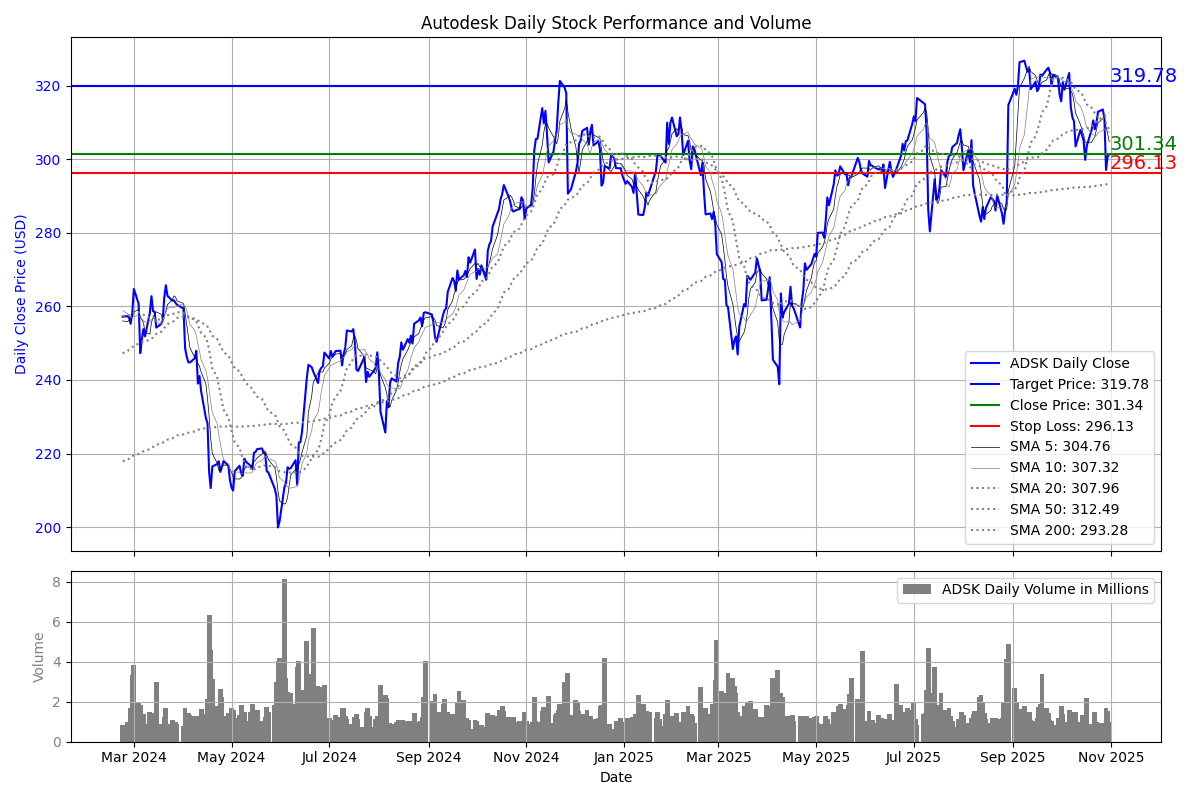 Autodesk Daily Stock Performance and Volume
Daily Close Price (USD)
320
300
280
260
240
220
200
319.78
301.34
296.13
ADSK Daily Close
Target Price: 319.78
Close Price: 301.34
Stop Loss: 296.13
SMA 5: 304.76
SMA 10: 307.32
SMA 20: 307.96
SMA 50: 312.49
SMA 200: 293.28
Volume
8
6
4
2
0
ADSK Daily Volume in Millions
Mar 2024
May 2024
Jul 2024
Sep 2024
Nov 2024
Jan 2025
Mar 2025
May 2025
Jul 2025
Sep 2025
Nov 2025
Date